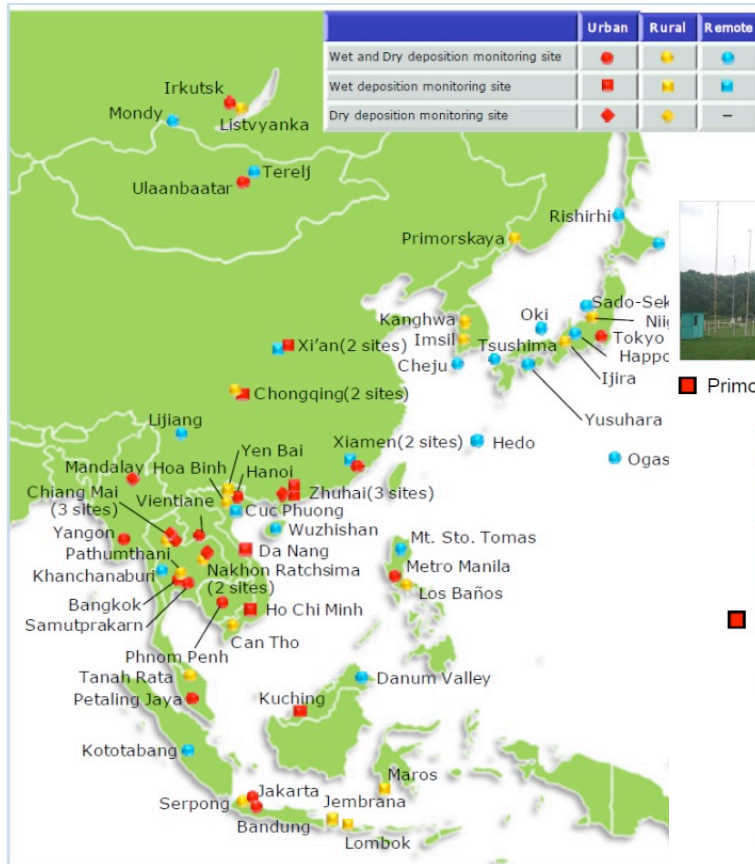 Urban Rural Remote
Wet and Dry deposition monitoring site
Wet deposition monitoring site
Dry deposition monitoring site –
Irkutsk
Mondy
Listvyanka
Terelj
Ulaanbaatar
Rishirhi
Primorskaya
Sado-Sek
Oki
Kanghwa
Niig
Imsil
Tsushima
Tokyo
Xi'an(2 sites)
Happo
Cheju
Ijira
Primo
Chongqing(2 sites)
Yusuhara
Lijiang
Yen Bai
Xiamen(2 sites)
Hedo
Ogas
Hoa Binh
Hanoi
Mandalay
Chiang Mai
(3 sites)
Vientiane
Zhuhai(3 sites)
Cuc Phuong
Wuzhishan
Yangon
Mt. Sto. Tomas
Pathumthani
Da Nang
Metro Manila
Khanchanaburi
Nakhon Ratchsima
(2 sites)
Los Baños
Bangkok
Ho Chi Minh
Samutprakarn
Can Tho
Phnom Penh
Tanah Rata
Danum Valley
Petaling Jaya
Kuching
Kototabang
Maros
Jakarta
Serpong
Jembrana
Bandung
Lombok